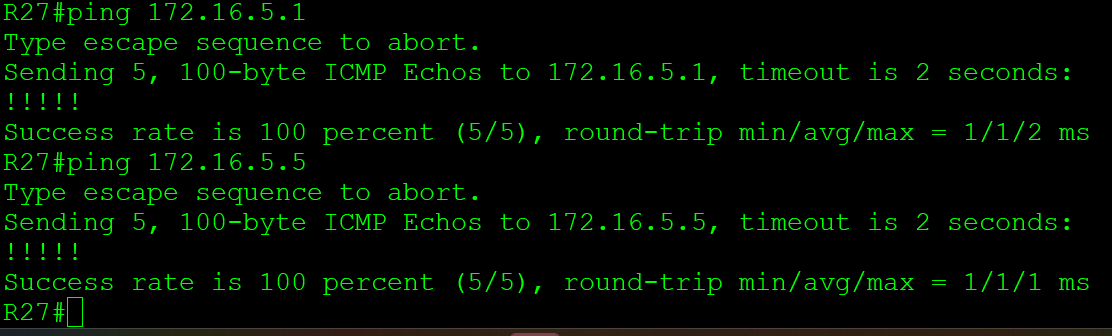 R27#ping 172.16.5.1
Type escape sequence to abort.
Sending 5, 100-byte ICMP Echos to 172.16.5.1, timeout is 2 seconds:
!!!!!
Success rate is 100 percent (5/5), round-trip min/avg/max = 1/1/2 ms
R27#ping 172.16.5.5
Type escape sequence to abort.
Sending 5, 100-byte ICMP Echos to 172.16.5.5, timeout is 2 seconds:
!!!!!
Success rate is 100 percent (5/5), round-trip min/avg/max = 1/1/1 ms
R27#